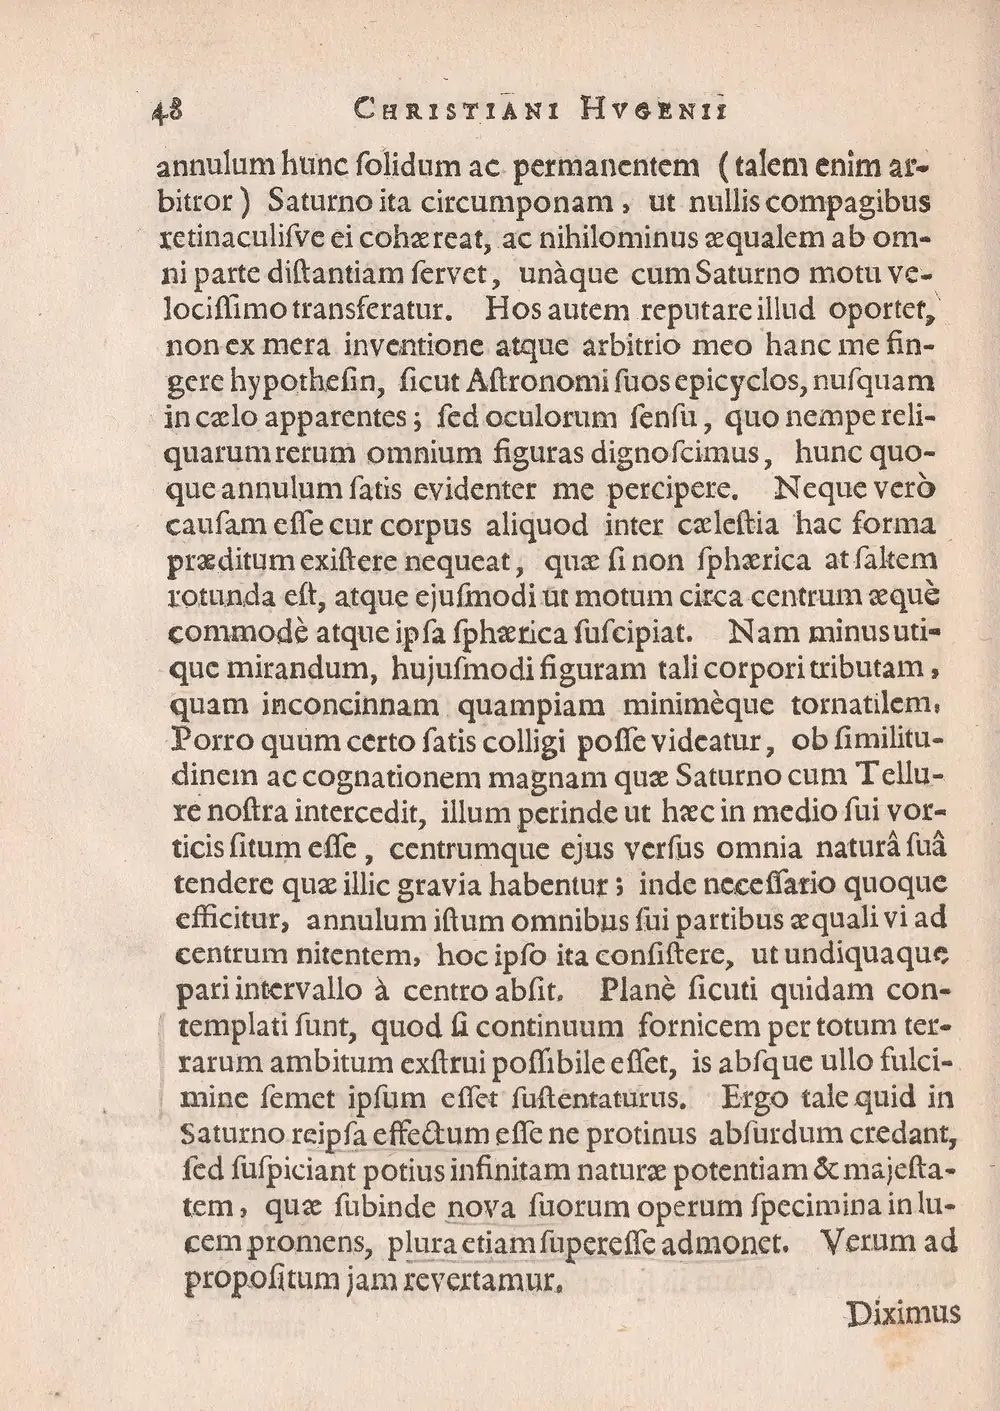 48 CHRISTIANI HVGENII
annulum hunc ſolidum ac permanentem (talem enim ar-
bitror) Saturno ita circumponam, ut nullis compagibus
retinaculiſve ei cohæreat, ac nihilominus æqualem ab om-
ni parte diſtantiam ſervet, unàque cum Saturno motu ve-
lociſſimo transferatur. Hos autem reputare illud oportet,
non ex mera inventione atque arbitrio meo hanc me fin-
gere hypotheſin, ſicut Aſtronomi ſuos epicyclos, nuſquam
in cælo apparentes; ſed oculorum ſenſu, quo nempe reli-
quarum rerum omnium figuras dignoſcimus, hunc quo-
que annulum ſatis evidenter me percipere. Neque verò
cauſam eſſe cur corpus aliquod inter cæleſtia hac forma
præditum exiſtere nequeat, quæ ſi non ſphærica at ſaltem
rotunda eſt, atque ejuſmodi ut motum circa centrum æquè
commodè atque ipſa ſphærica ſuſcipiat. Nam minus uti-
que mirandum, hujuſmodi figuram tali corpori tributam,
quam inconcinnam quampiam minimèque tornatilem.
Porro quum certo ſatis colligi poſſe videatur, ob ſimilitu-
dinem ac cognationem magnam quæ Saturno cum Tellu-
re noſtra intercedit, illum perinde ut hæc in medio ſui vor-
ticis ſitum eſſe, centrumque ejus verſus omnia naturâ ſuâ
tendere quæ illic gravia habentur; inde neceſſario quoque
efficitur, annulum iſtum omnibus ſui partibus æquali vi ad
centrum nitentem, hoc ipſo ita conſiſtere, ut undiquaque
pari intervallo à centro abſit. Planè ſicuti quidam con-
templati ſunt, quod ſi continuum fornicem per totum ter-
rarum ambitum exſtrui poſſibile eſſet, is abſque ullo fulci-
mine ſemet ipſum eſſet ſuſtentaturus. Ergo tale quid in
Saturno reipſa effectum eſſe ne protinus abſurdum credant,
ſed ſuſpiciant potius infinitam naturæ potentiam & majeſta-
tem, quæ ſubinde nova ſuorum operum ſpecimina in lu-
cem promens, plura etiam ſupereſſe admonet. Verum ad
propoſitum jam revertamur.
Diximus